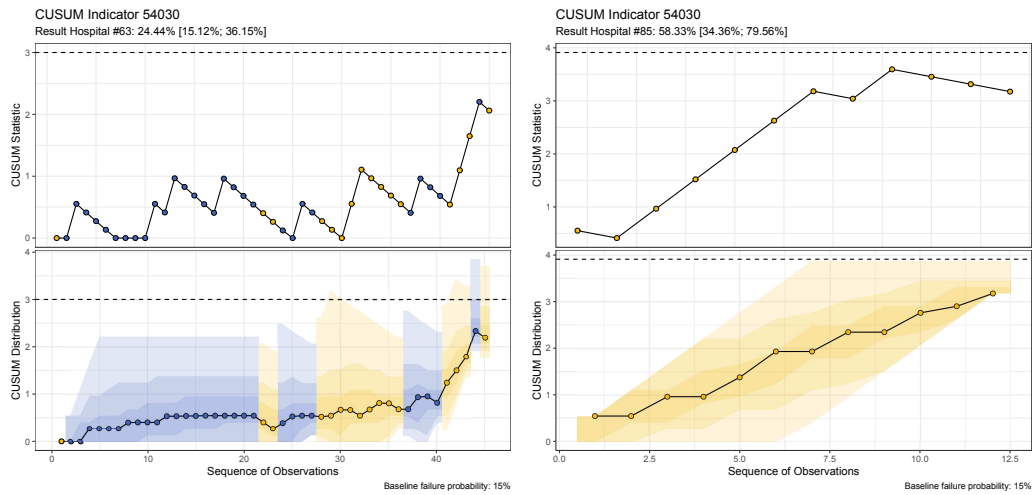 CUSUM Indicator 54030
Result Hospital #63: 24.44% [15.12%; 36.15%]
CUSUM Statistic
3
2
1
0
CUSUM Distribution
4
3
2
1
0
0
10
20
30
40
Sequence of Observations
Baseline failure probability: 15%
CUSUM Indicator 54030
Result Hospital #85: 58.33% [34.36%; 79.56%]
CUSUM Statistic
4
3
2
1
CUSUM Distribution
4
3
2
1
0
0.0
2.5
5.0
7.5
10.0
12.5
Sequence of Observations
Baseline failure probability: 15%